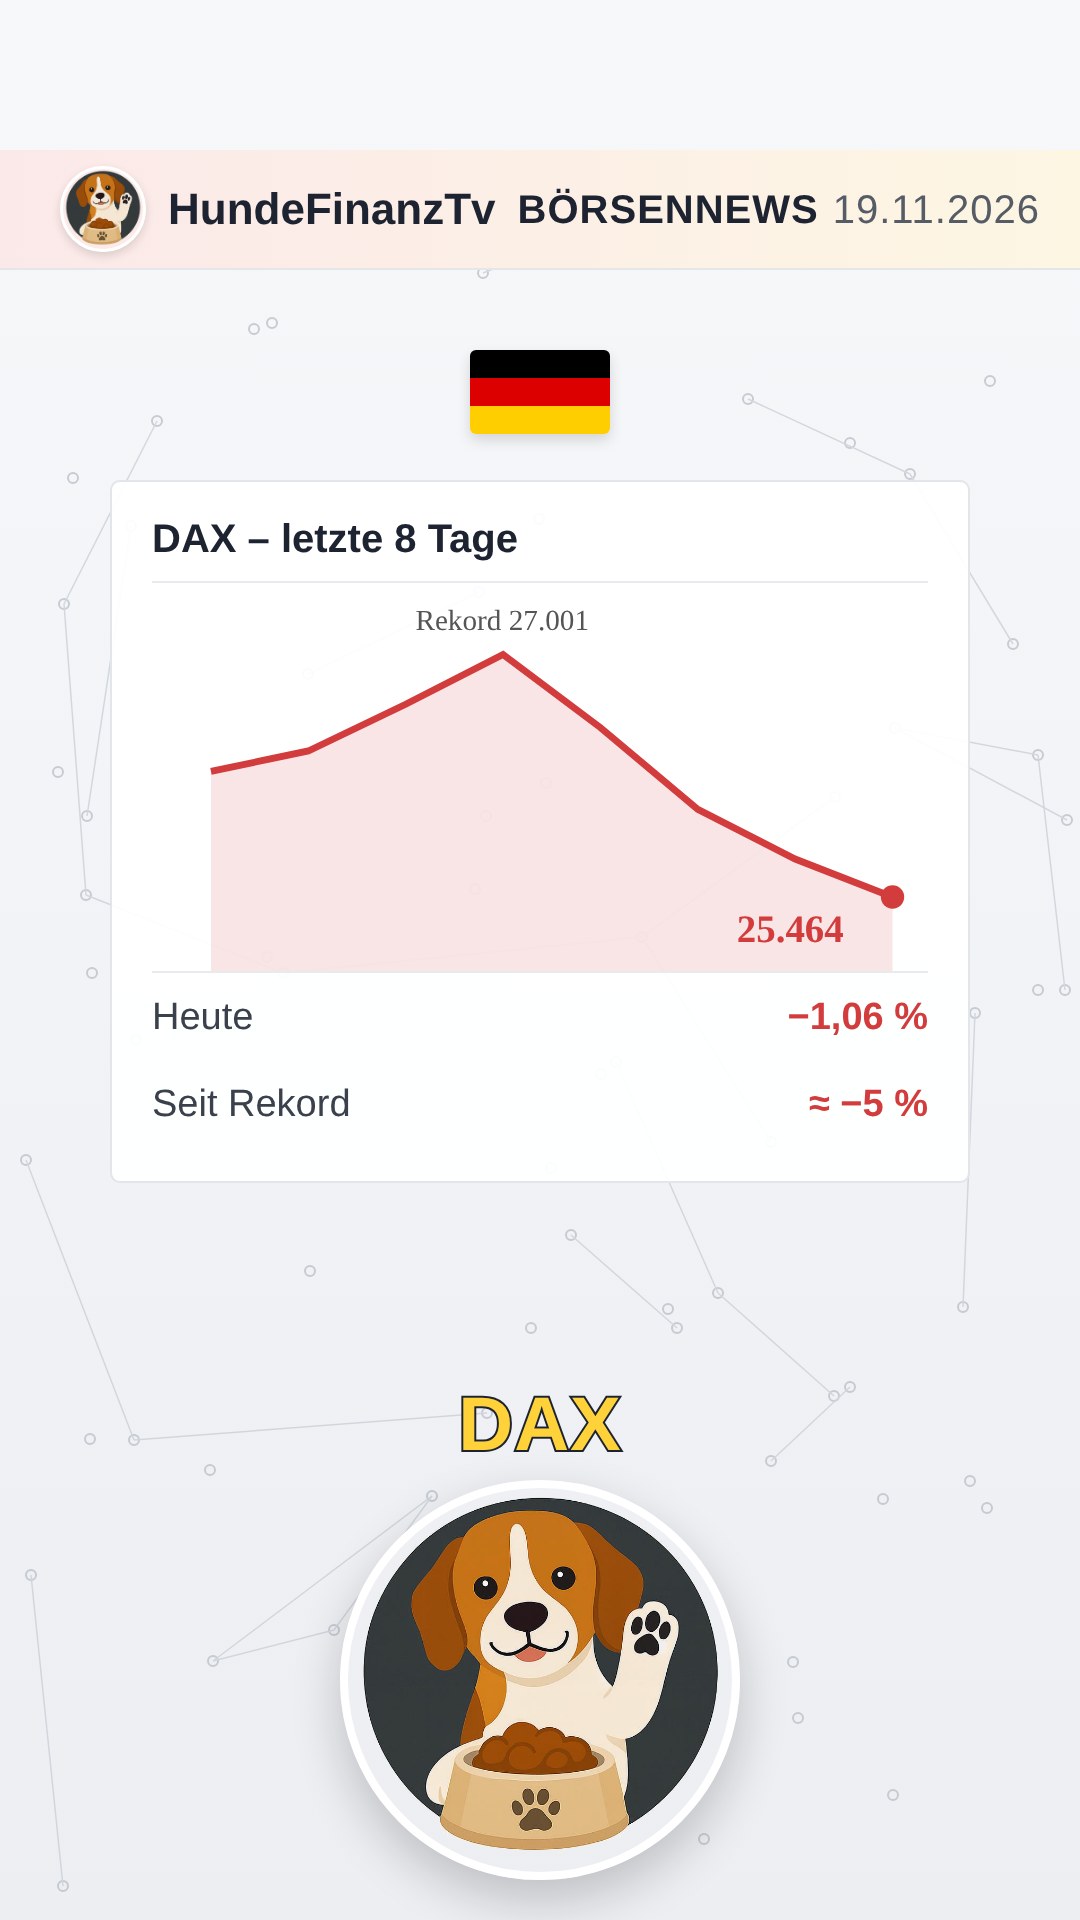 HundeFinanzTv BÖRSENNEWS 19.11.2026
DAX – letzte 8 Tage
Rekord 27.001
25.464
Heute −1,06 %
Seit Rekord ≈ −5 %
DAX